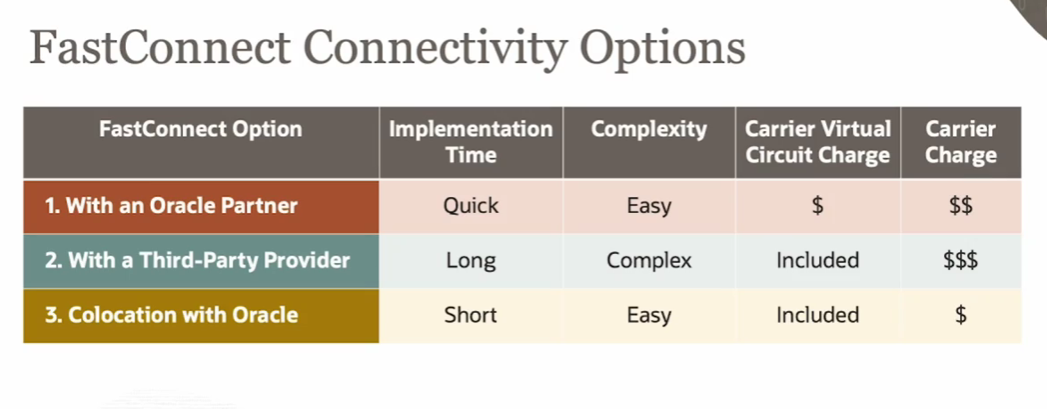 FastConnect Connectivity Options
FastConnect Option
Implementation
Time
Complexity
Carrier Virtual
Circuit Charge
Carrier
Charge
1. With an Oracle Partner
Quick
Easy
$
$$
2. With a Third-Party Provider
Long
Complex
Included
$$$
3. Colocation with Oracle
Short
Easy
Included
$